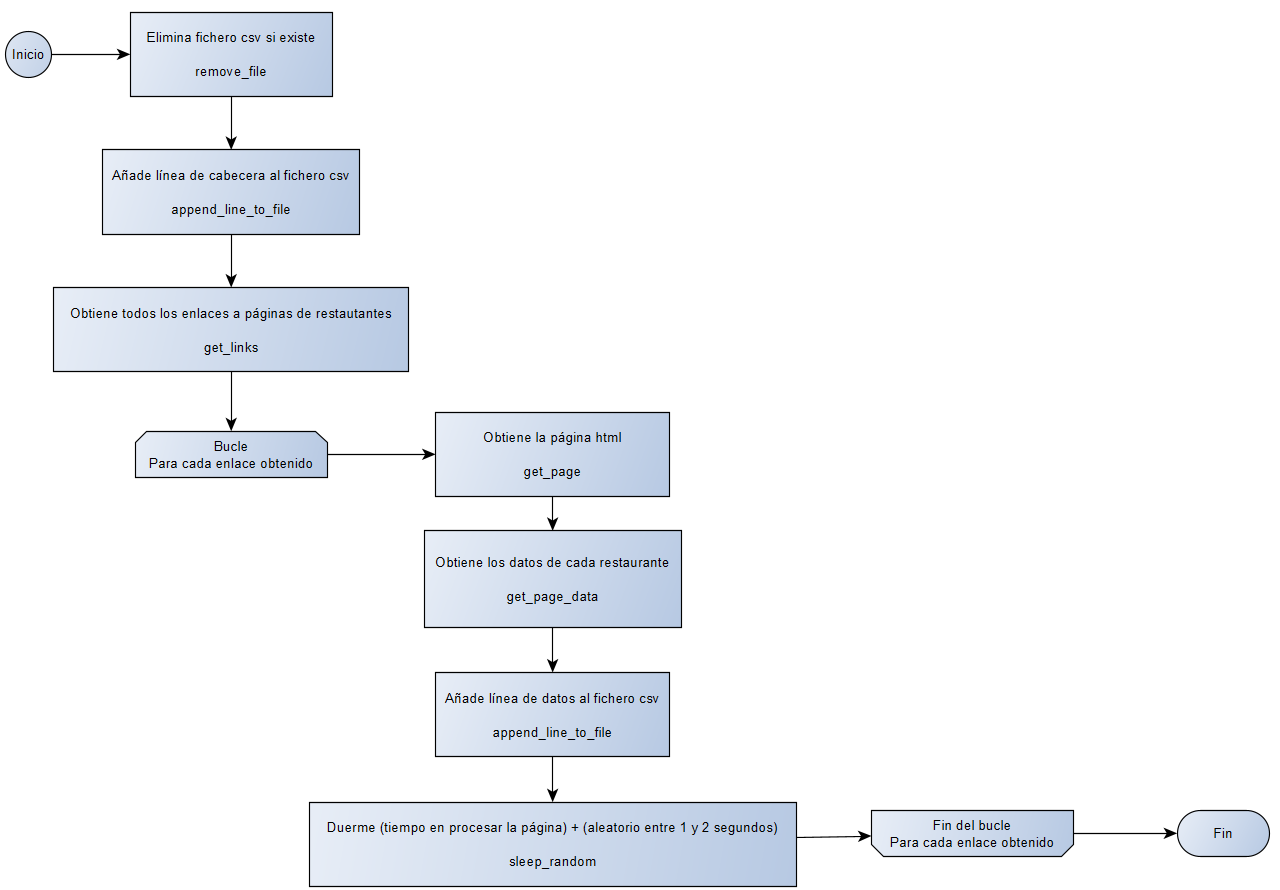 Inicio
Elimina fichero csv si existe
remove_file
Añade línea de cabecera al fichero csv
append_line_to_file
Obtiene todos los enlaces a páginas de restautantes
get_links
Bucle
Para cada enlace obtenido
Obtiene la página html
get_page
Obtiene los datos de cada restaurante
get_page_data
Añade línea de datos al fichero csv
append_line_to_file
Duerme (tiempo en procesar la página) + (aleatorio entre 1 y 2 segundos)
sleep_random
Fin del bucle
Para cada enlace obtenido
Fin